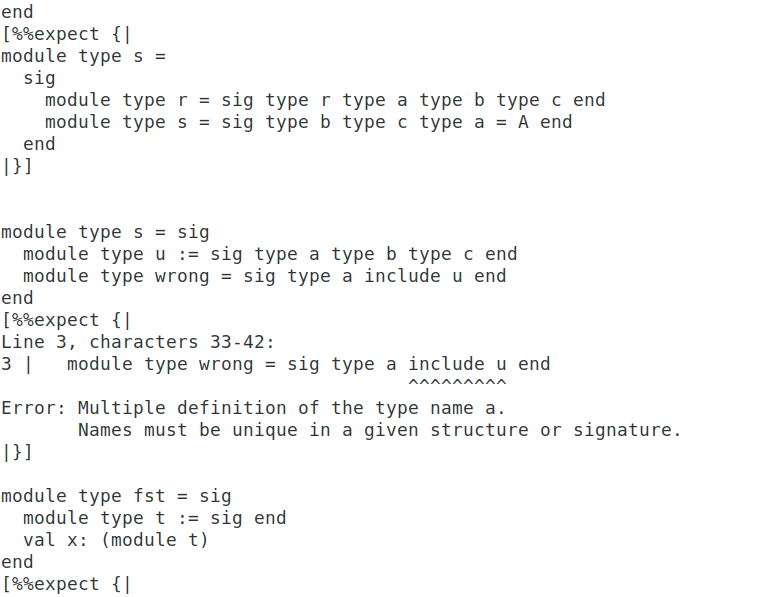 end
[%%expect {|
module type s =
  sig
    module type r = sig type r type a type b type c end
    module type s = sig type b type c type a = A end
  end
|}]


module type s = sig
  module type u := sig type a type b type c end
  module type wrong = sig type a include u end
end
[%%expect {|
Line 3, characters 33-42:
3 |   module type wrong = sig type a include u end
                                     ^^^^^^^^^
Error: Multiple definition of the type name a.
       Names must be unique in a given structure or signature.
|}]

module type fst = sig
  module type t := sig end
  val x: (module t)
end
[%%expect {|